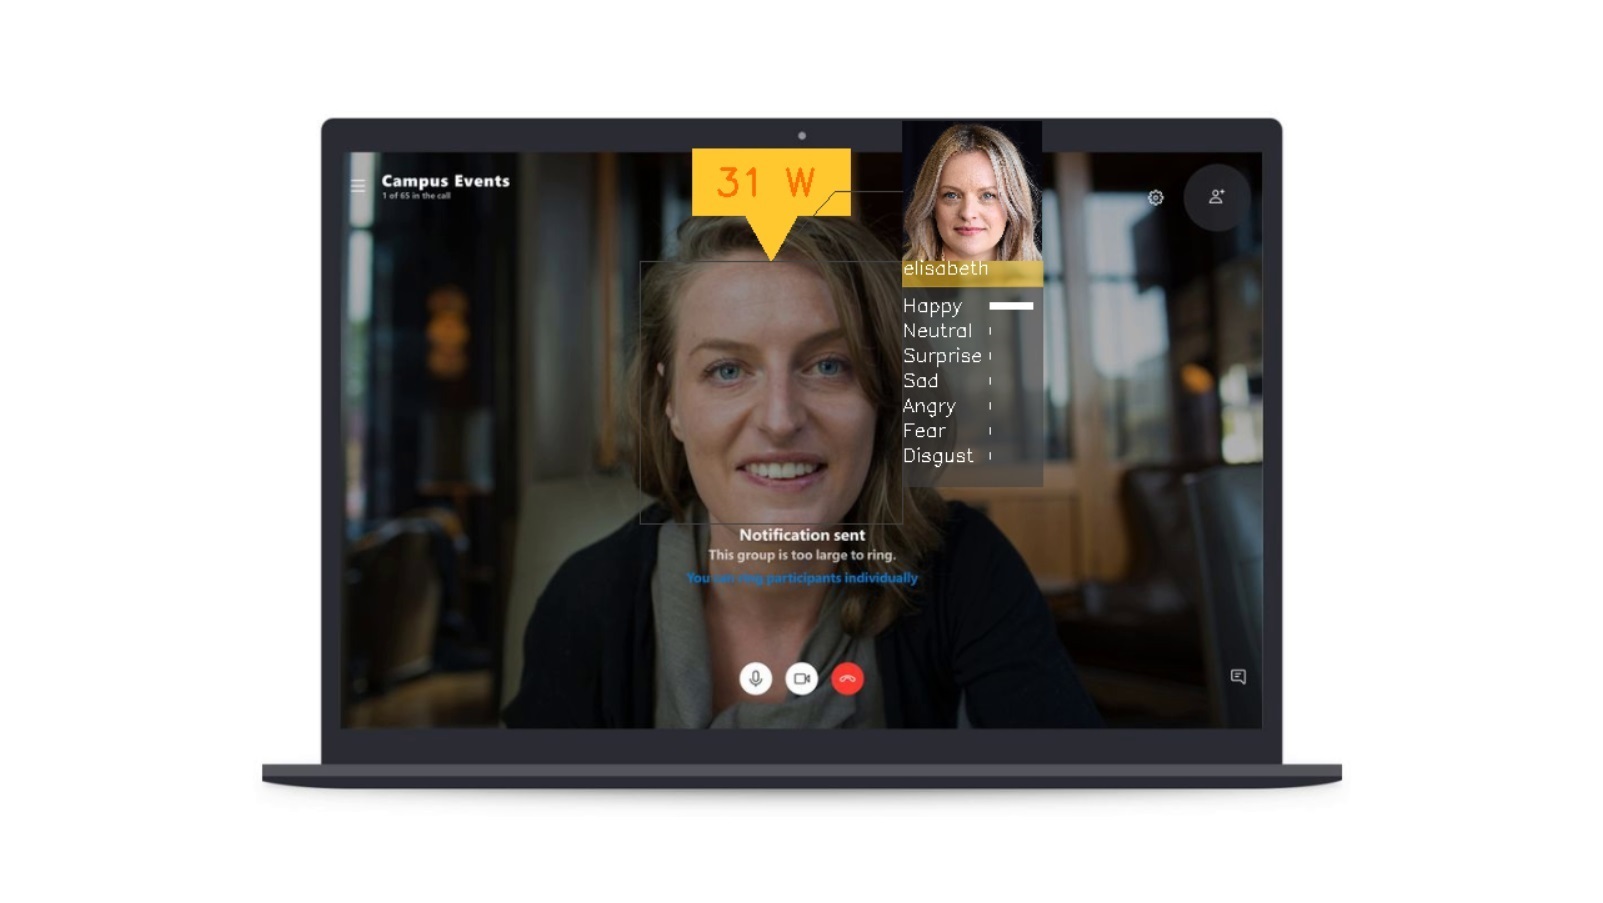 Campus Events
1 of 65 in the call
31 W
elisabeth
Happy
Neutral
Surprise
Sad
Angry
Fear
Disgust
Notification sent
This group is too large to ring.
You can ring participants individually